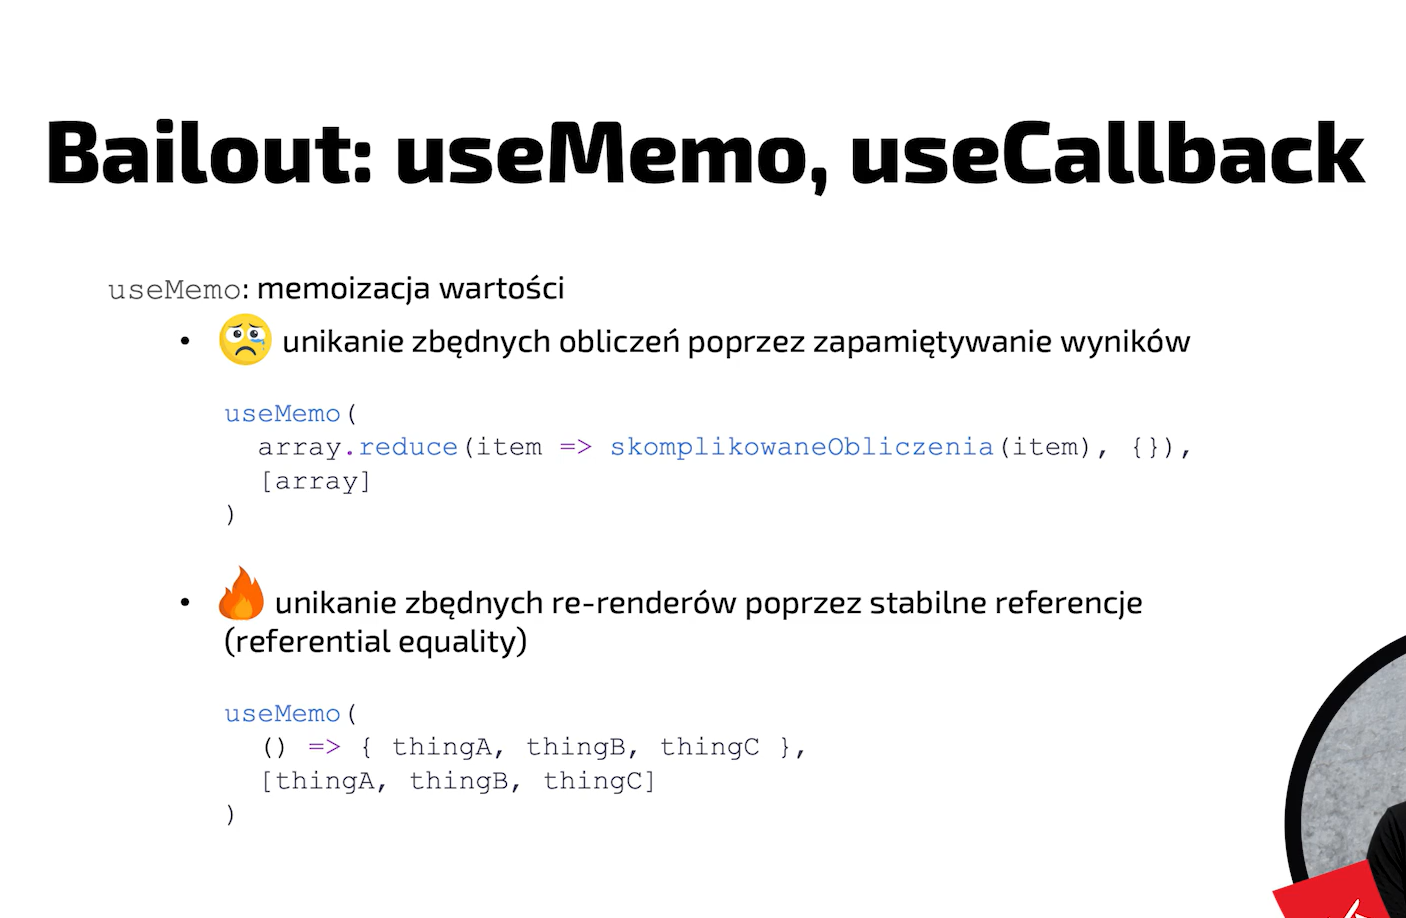 Bailout: useMemo, useCallback
useMemo: memoizacja wartości
• unikanie zbędnych obliczeń poprzez zapamiętywanie wyników
useMemo(
array.reduce(item => skomplikowaneObliczenia(item), {}),
[array]
)
• unikanie zbędnych re-renderów poprzez stabilne referencje
(referential equality)
useMemo(
() => { thingA, thingB, thingC },
[thingA, thingB, thingC]
)